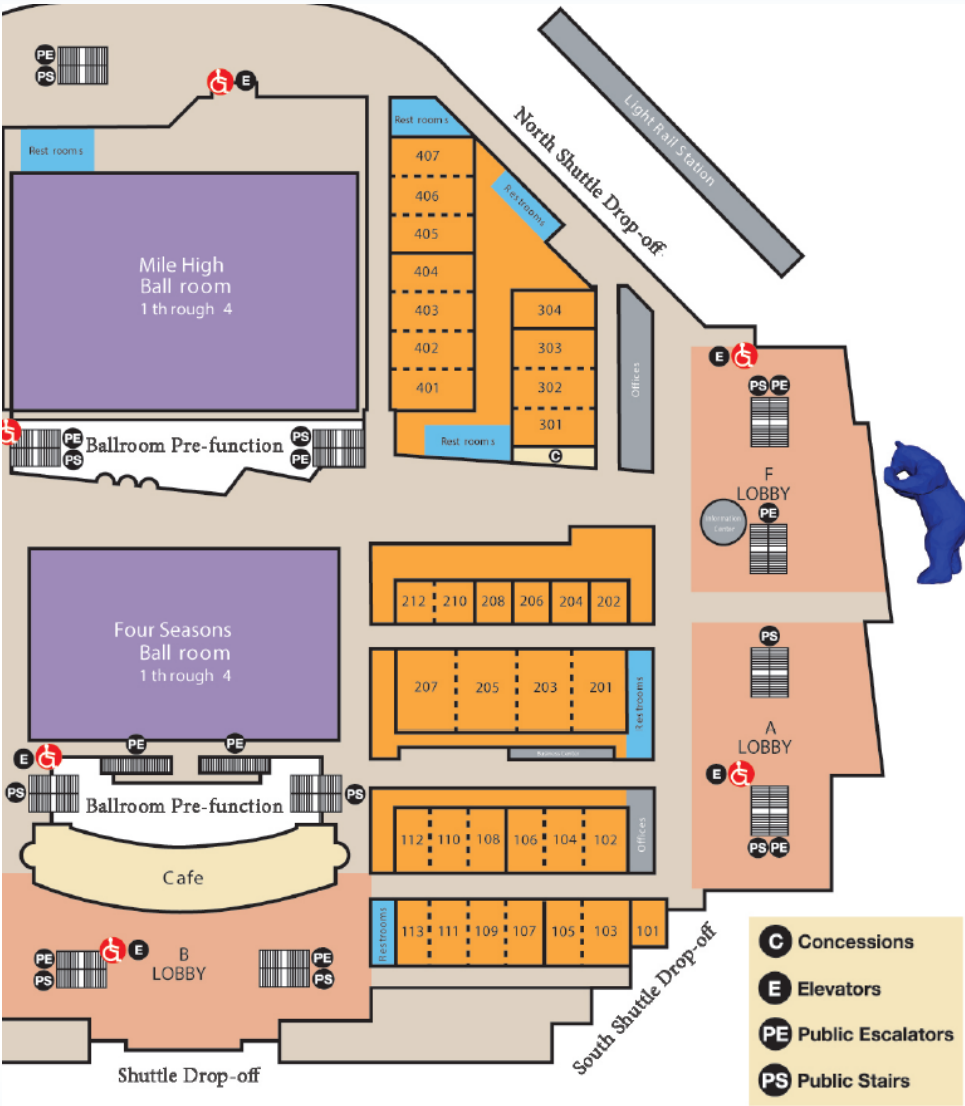 PE
PS
E
Rest rooms
Mile High
Ball room
1 th rough 4
PE
PS
Ballroom Pre-function
PS
PE
Rest rooms
407
406
405
404
403
402
401
Restrooms
304
303
302
301
Rest rooms
C
Offices
North Shuttle Drop-off
Light Rail Station
E
PS PE
F
LOBBY
Information
Center
PE
Four Seasons
Ball room
1 th rough 4
PE
PE
E
PS
PS
Ballroom Pre-function
Cafe
212 210 208 206 204 202
207 205 203 201
Restrooms
Business Center
112 110 108 106 104 102
Offices
Restrooms
113 111 109 107 105 103 101
PS
A
LOBBY
E
PS PE
B
LOBBY
PE
PS
E
PE
PS
Shuttle Drop-off
South Shuttle Drop-off
C Concessions
E Elevators
PE Public Escalators
PS Public Stairs